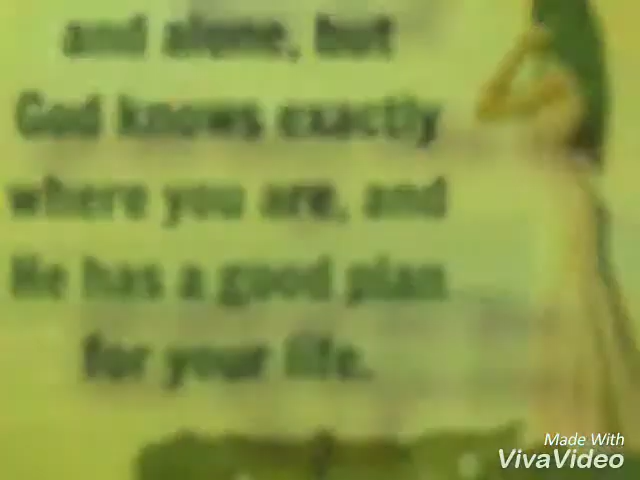 and alone, but
God knows exactly
where you are, and
He has a good plan
for your life.
Made With
VivaVideo